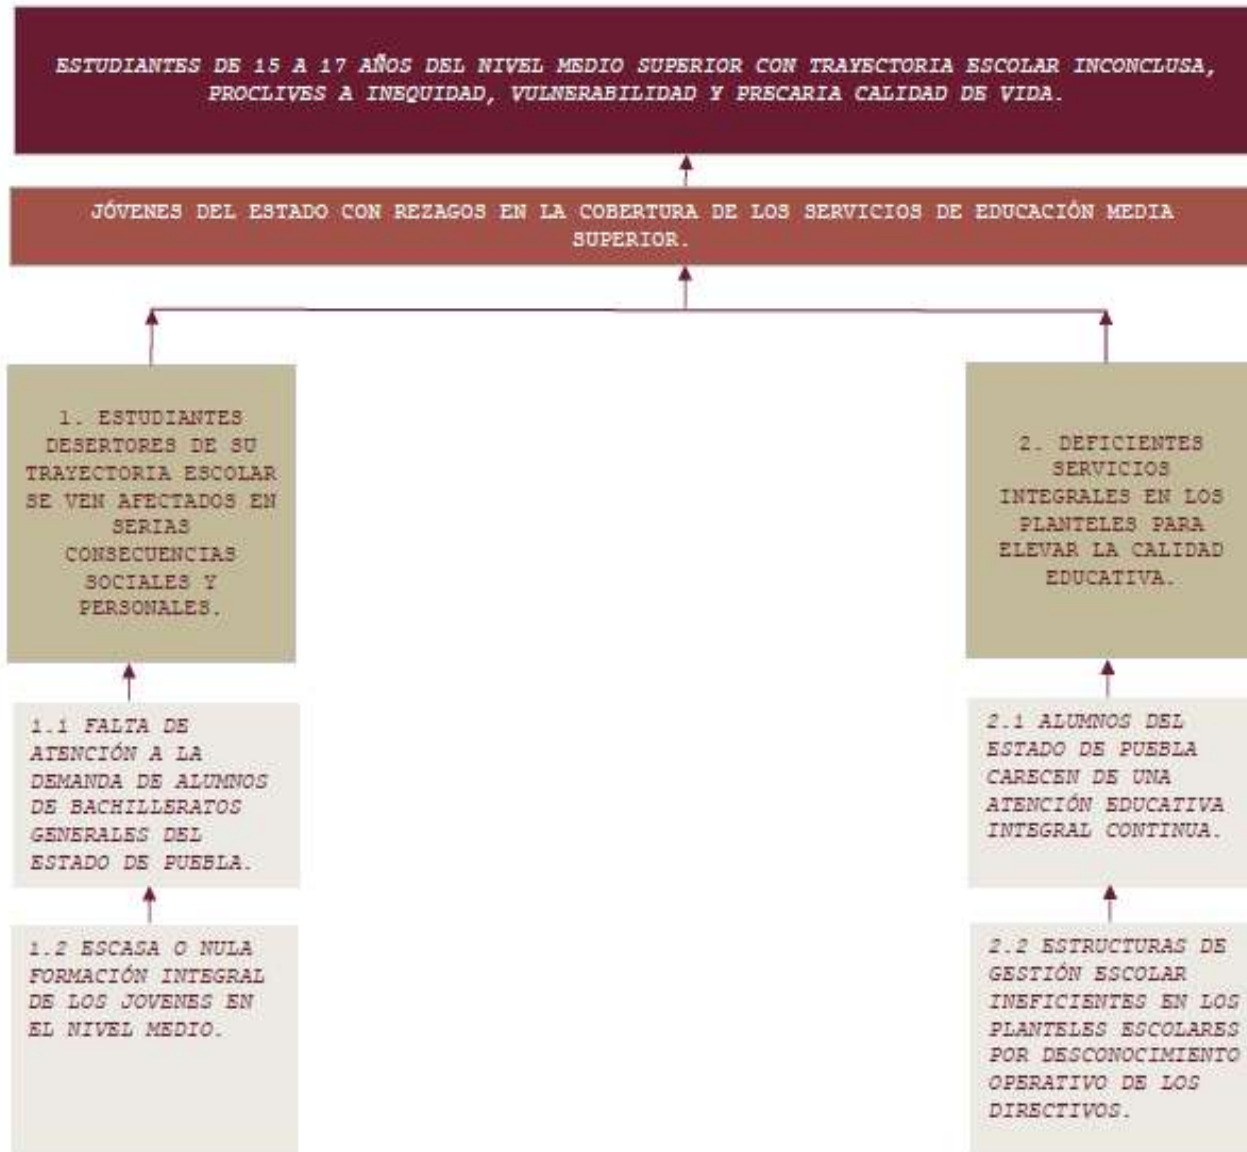 ESTUDIANTES DE 15 A 17 AÑOS DEL NIVEL MEDIO SUPERIOR CON TRAYECTORIA ESCOLAR INCONCLUSA,
PROCLIVES A INEQUIDAD, VULNERABILIDAD Y PRECARIA CALIDAD DE VIDA.
JÓVENES DEL ESTADO CON REZAGOS EN LA COBERTURA DE LOS SERVICIOS DE EDUCACIÓN MEDIA
SUPERIOR.
1. ESTUDIANTES
DESERTORES DE SU
TRAYECTORIA ESCOLAR
SE VEN AFECTADOS EN
SERIAS
CONSECUENCIAS
SOCIALES Y
PERSONALES.
1.1 FALTA DE
ATENCIÓN A LA
DEMANDA DE ALUMNOS
DE BACHILLERATOS
GENERALES DEL
ESTADO DE PUEBLA.
1.2 ESCASA O NULA
FORMACIÓN INTEGRAL
DE LOS JOVENES EN
EL NIVEL MEDIO.
2. DEFICIENTES
SERVICIOS
INTEGRALES EN LOS
PLANTELES PARA
ELEVAR LA CALIDAD
EDUCATIVA.
2.1 ALUMNOS DEL
ESTADO DE PUEBLA
CARECEN DE UNA
ATENCIÓN EDUCATIVA
INTEGRAL CONTINUA.
2.2 ESTRUCTURAS DE
GESTIÓN ESCOLAR
INEFICIENTES EN LOS
PLANTELES ESCOLARES
POR DESCONOCIMIENTO
OPERATIVO DE LOS
DIRECTIVOS.